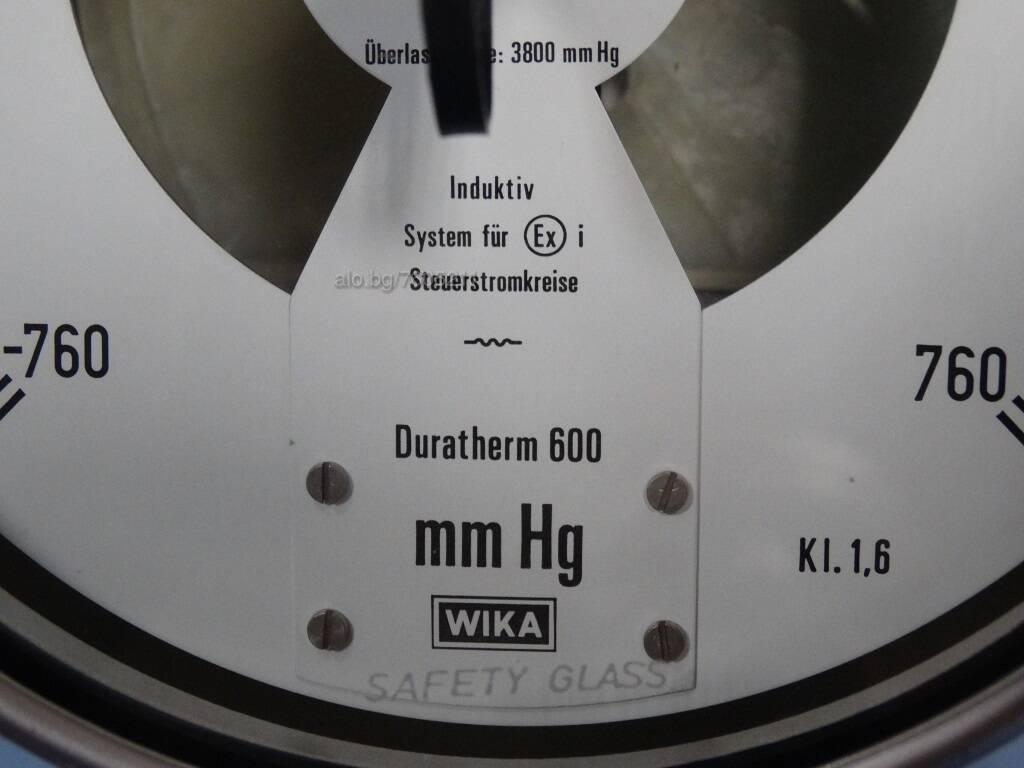 3800 mm Hg
Induktiv
System für Ex i
Steuerstromkreise
-760
760
Duratherm 600
mm Hg
Kl. 1,6
WIKA
SAFETY GLASS